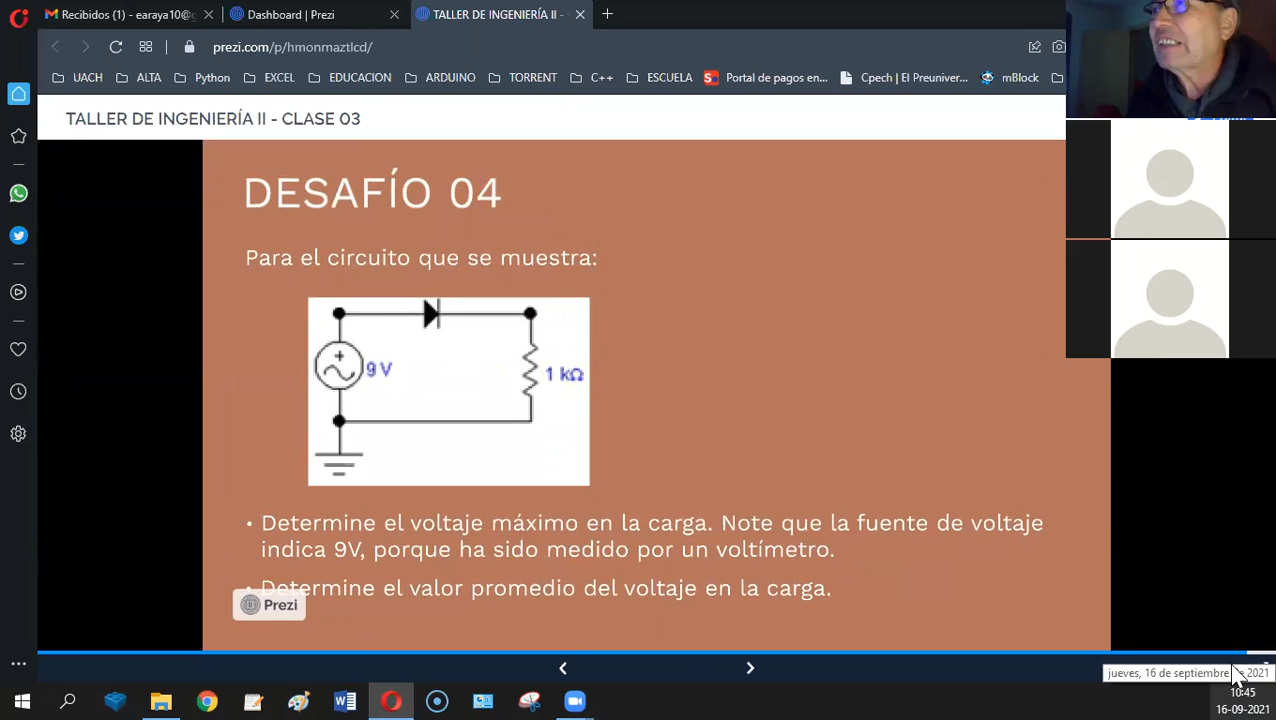 Recibidos (1) - earaya10@g
Dashboard | Prezi
TALLER DE INGENIERÍA II -
prezi.com/p/hmonrmaztlcd/
UACH
ALTA
Python
EXCEL
EDUCACION
ARDUINO
TORRENT
C++
ESCUELA
Portal de pagos en...
Cpech | El Preuniver...
mBlock
TALLER DE INGENIERÍA II - CLASE 03
DESAFÍO 04
Para el circuito que se muestra:
9 V
1 kΩ
• Determine el voltaje máximo en la carga. Note que la fuente de voltaje
indica 9V, porque ha sido medido por un voltímetro.
• Determine el valor promedio del voltaje en la carga.
Prezi
jueves, 16 de septiembre de 2021
10:45
16-09-2021